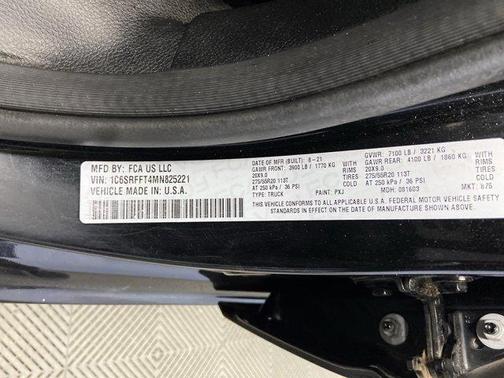 MFD BY: FCA US LLC
VIN: 1C6SRFFT4MN825221
VEHICLE MADE IN: U.S.A.
DATE OF MFR (BUILT): 8-21 GVWR: 7100 LB / 3221 KG
GAWR FRONT: 3900 LB / 1770 KG GAWR REAR: 4100 LB / 1860 KG
20X9.0 RIMS 20X9.0 RIMS
275/55R20 113T TIRES 275/55R20 113T TIRES
AT 250 kPa / 36 PSI COLD AT 250 kPa / 36 PSI COLD
TYPE: TRUCK PAINT: PXJ MDH: 081603 MKT: B75
THIS VEHICLE CONFORMS TO ALL APPLICABLE U.S.A. FEDERAL MOTOR VEHICLE SAFETY
STANDARDS IN EFFECT ON THE DATE OF MANUFACTURE SHOWN ABOVE.